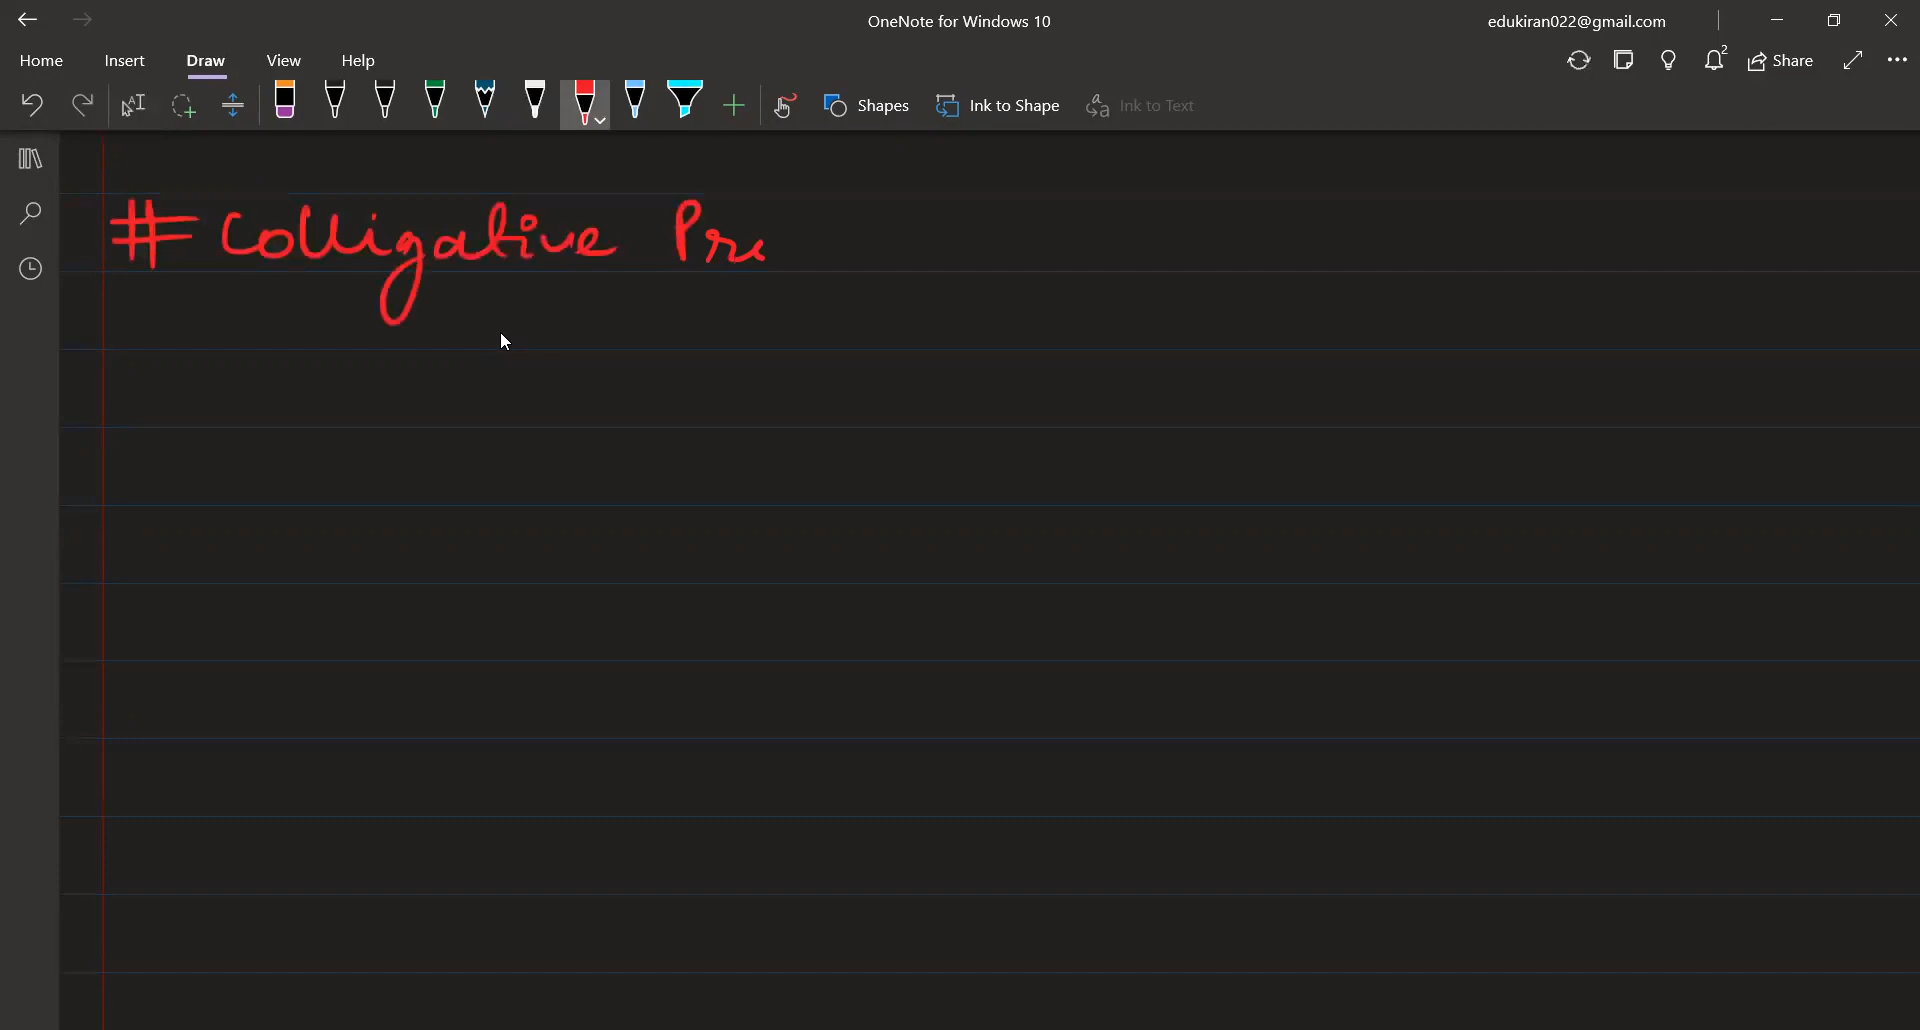 OneNote for Windows 10
edukiran022@gmail.com
Home Insert Draw View Help
2
Share
Shapes
Ink to Shape
Ink to Text
# Colligative Pre